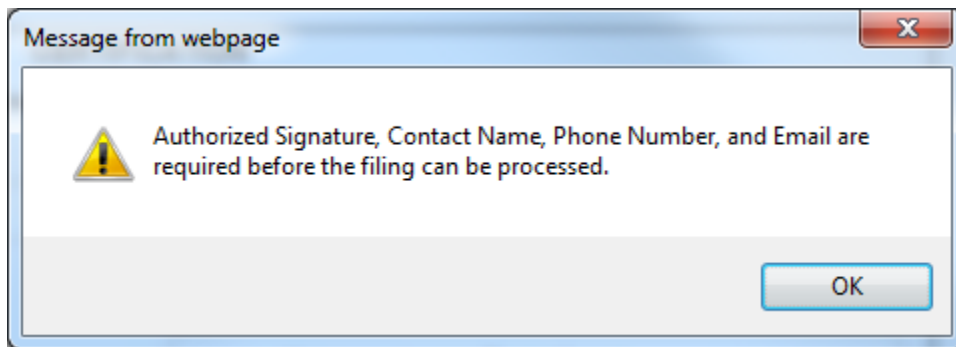 Message from webpage
Authorized Signature, Contact Name, Phone Number, and Email are
required before the filing can be processed.
OK